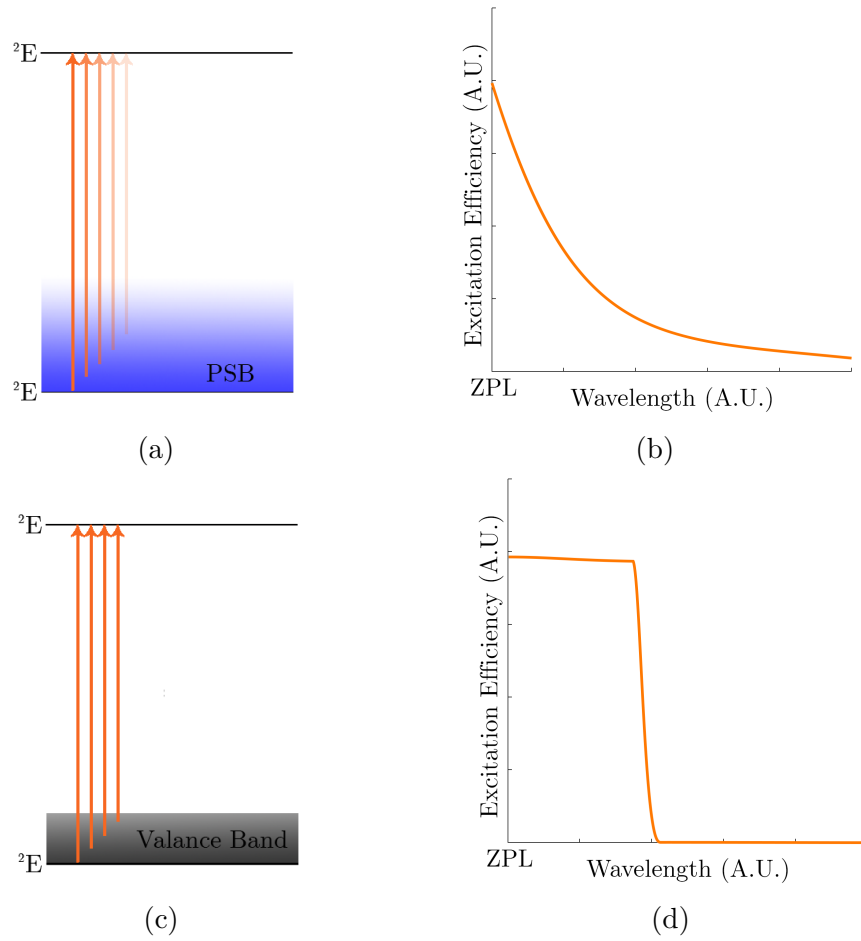 ²E
²E
PSB
(a)
Excitation Efficiency (A.U.)
ZPL
Wavelength (A.U.)
(b)
²E
²E
Valance Band
(c)
Excitation Efficiency (A.U.)
ZPL
Wavelength (A.U.)
(d)